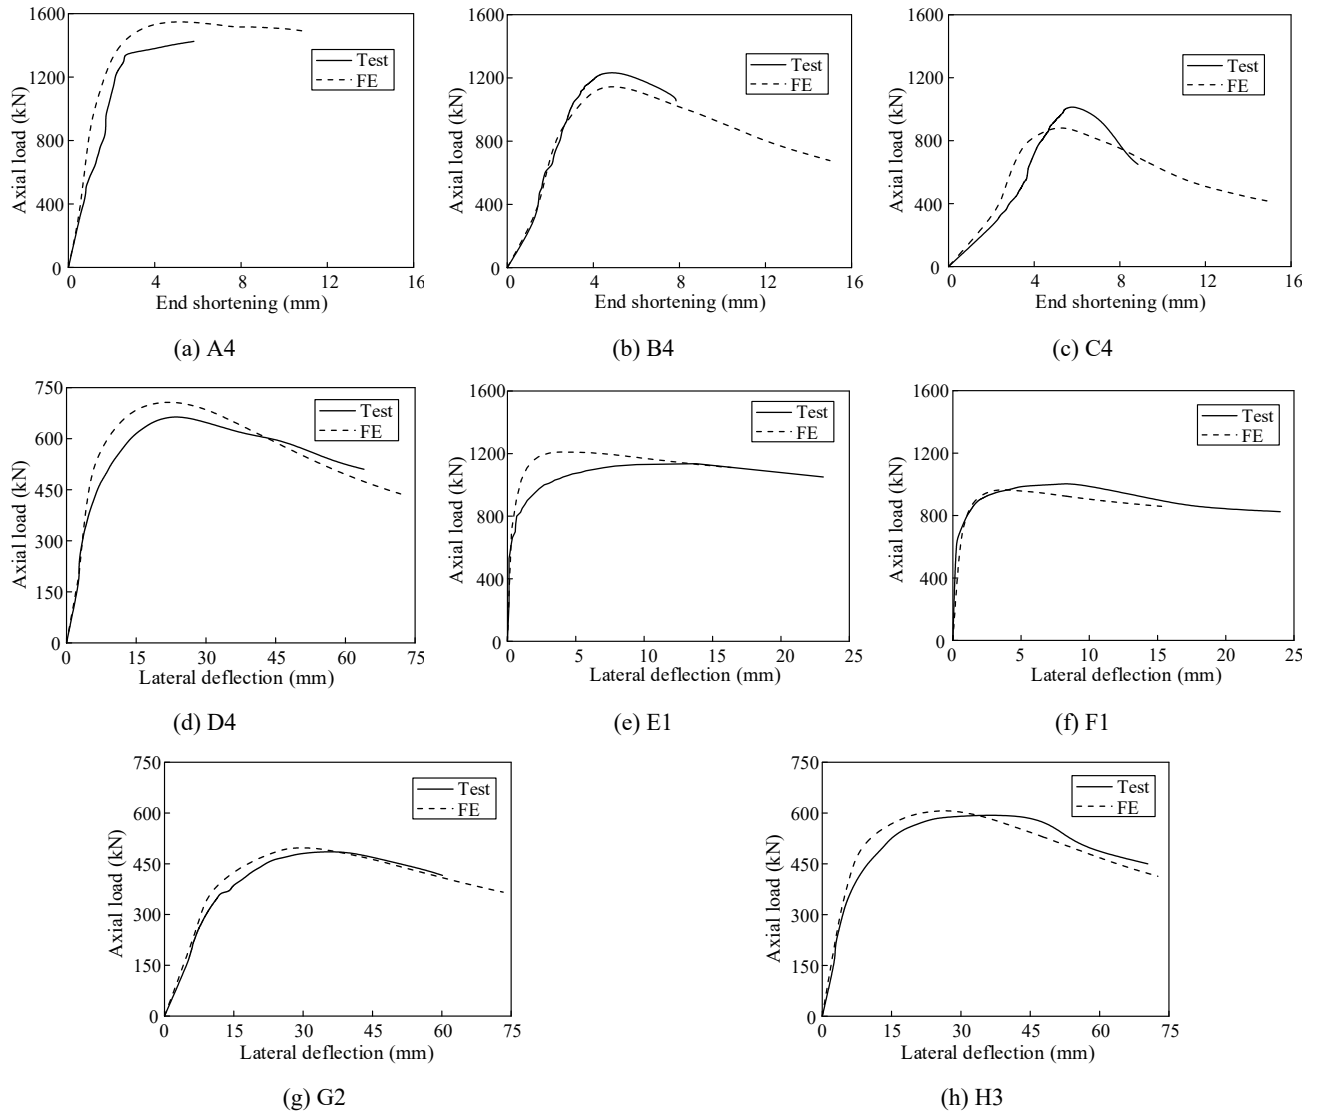 1600
1200
800
400
0
0 4 8 12 16
Axial load (kN)
End shortening (mm)
Test
FE
(a) A4
1600
1200
800
400
0
0 4 8 12 16
Axial load (kN)
End shortening (mm)
Test
FE
(b) B4
1600
1200
800
400
0
0 4 8 12 16
Axial load (kN)
End shortening (mm)
Test
FE
(c) C4
750
600
450
300
150
0
0 15 30 45 60 75
Axial load (kN)
Lateral deflection (mm)
Test
FE
(d) D4
1600
1200
800
400
0
0 5 10 15 20 25
Axial load (kN)
Lateral deflection (mm)
Test
FE
(e) E1
1600
1200
800
400
0
0 5 10 15 20 25
Axial load (kN)
Lateral deflection (mm)
Test
FE
(f) F1
750
600
450
300
150
0
0 15 30 45 60 75
Axial load (kN)
Lateral deflection (mm)
Test
FE
(g) G2
750
600
450
300
150
0
0 15 30 45 60 75
Axial load (kN)
Lateral deflection (mm)
Test
FE
(h) H3